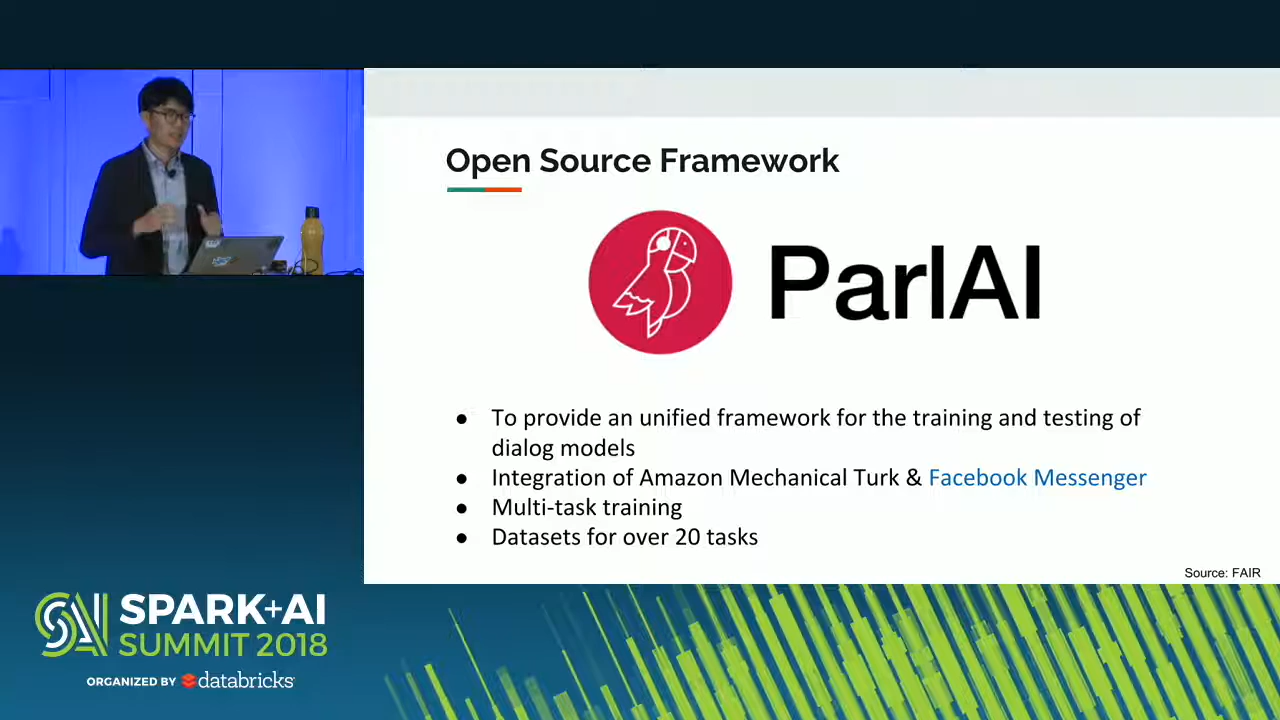 Open Source Framework
ParlAI
● To provide an unified framework for the training and testing of
dialog models
● Integration of Amazon Mechanical Turk & Facebook Messenger
● Multi-task training
● Datasets for over 20 tasks
Source: FAIR
SPARK+AI
SUMMIT 2018
ORGANIZED BY databricks